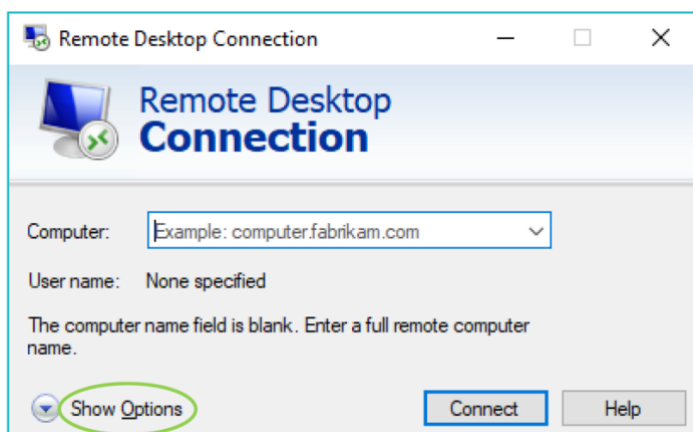 Remote Desktop Connection
Remote Desktop
Connection
Computer:
Example: computer.fabrikam.com
User name:
None specified
The computer name field is blank. Enter a full remote computer
name.
Show Options
Connect
Help